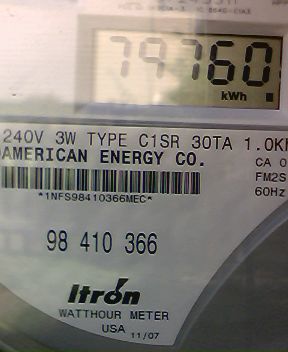 79760
kWh
240V 3W TYPE C1SR 30TA 1.0K
AMERICAN ENERGY CO.
CA 0
FM2S
60Hz
*1NFS98410366MEC*
98 410 366
Itrón
WATTHOUR METER
USA 11/07